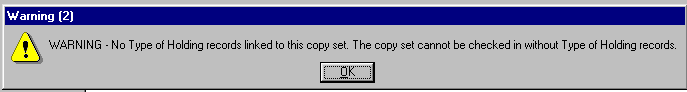 Warning (2)
WARNING - No Type of Holding records linked to this copy set. The copy set cannot be checked in without Type of Holding records.
OK